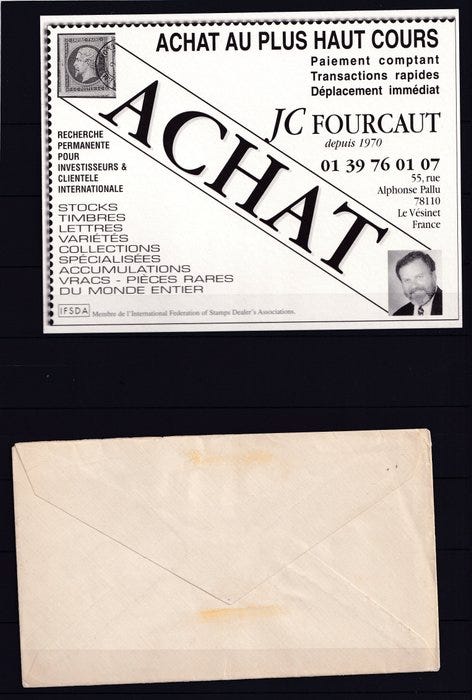 ACHAT AU PLUS HAUT COURS
Paiement comptant
Transactions rapides
Déplacement immédiat
JC FOURCAUT
depuis 1970
01 39 76 01 07
55, rue
Alphonse Pallu
78110
Le Vésinet
France
ACHAT
RECHERCHE
PERMANENTE
POUR
INVESTISSEURS &
CLIENTELE
INTERNATIONALE
STOCKS
TIMBRES
LETTRES
VARIÉTÉS
COLLECTIONS
SPÉCIALISÉES
ACCUMULATIONS
VRACS - PIÈCES RARES
DU MONDE ENTIER
IFSDA Membre de l'International Federation of Stamps Dealer's Associations.